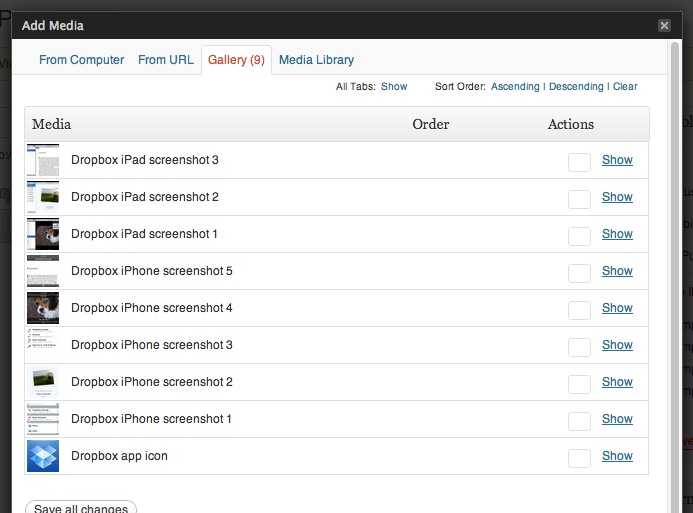 Add Media
From Computer From URL Gallery (9) Media Library
All Tabs: Show Sort Order: Ascending | Descending | Clear
Media Order Actions
Dropbox iPad screenshot 3 Show
Dropbox iPad screenshot 2 Show
Dropbox iPad screenshot 1 Show
Dropbox iPhone screenshot 5 Show
Dropbox iPhone screenshot 4 Show
Dropbox iPhone screenshot 3 Show
Dropbox iPhone screenshot 2 Show
Dropbox iPhone screenshot 1 Show
Dropbox app icon Show
Save all changes